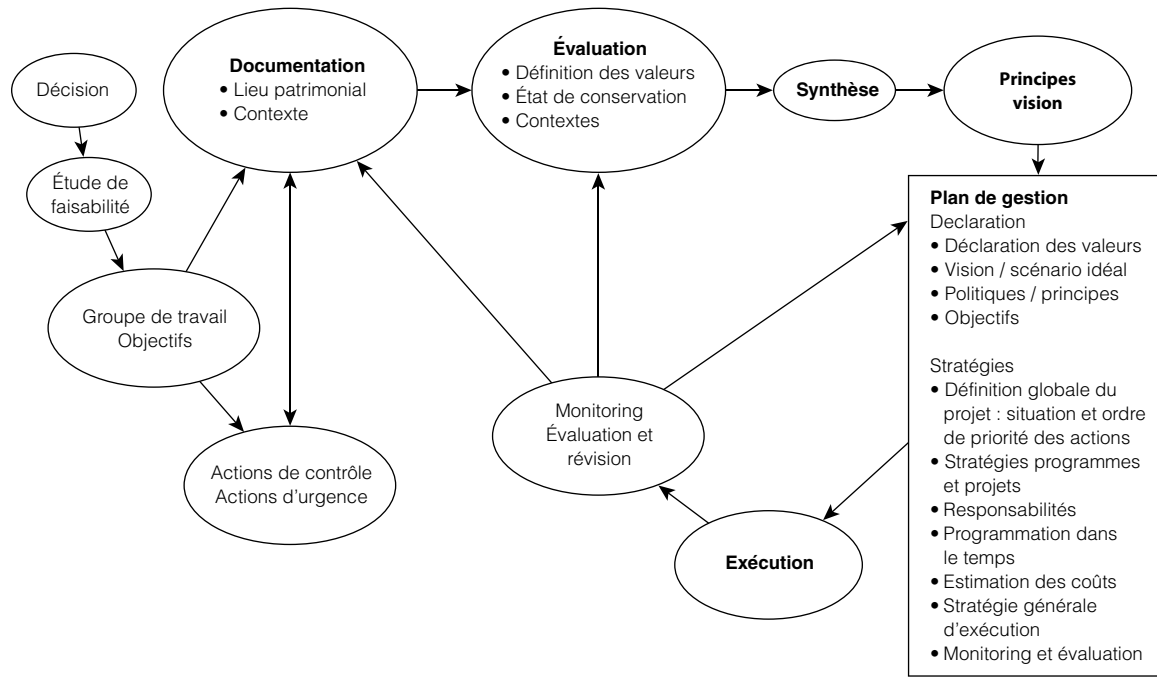 Décision
Étude de
faisabilité
Groupe de travail
Objectifs
Actions de contrôle
Actions d'urgence
Documentation
• Lieu patrimonial
• Contexte
Évaluation
• Définition des valeurs
• État de conservation
• Contextes
Synthèse
Principes
vision
Plan de gestion
Declaration
• Déclaration des valeurs
• Vision / scénario idéal
• Politiques / principes
• Objectifs
Stratégies
• Définition globale du
projet : situation et ordre
de priorité des actions
• Stratégies programmes
et projets
• Responsabilités
• Programmation dans
le temps
• Estimation des coûts
• Stratégie générale
d'exécution
• Monitoring et évaluation
Exécution
Monitoring
Évaluation et
révision